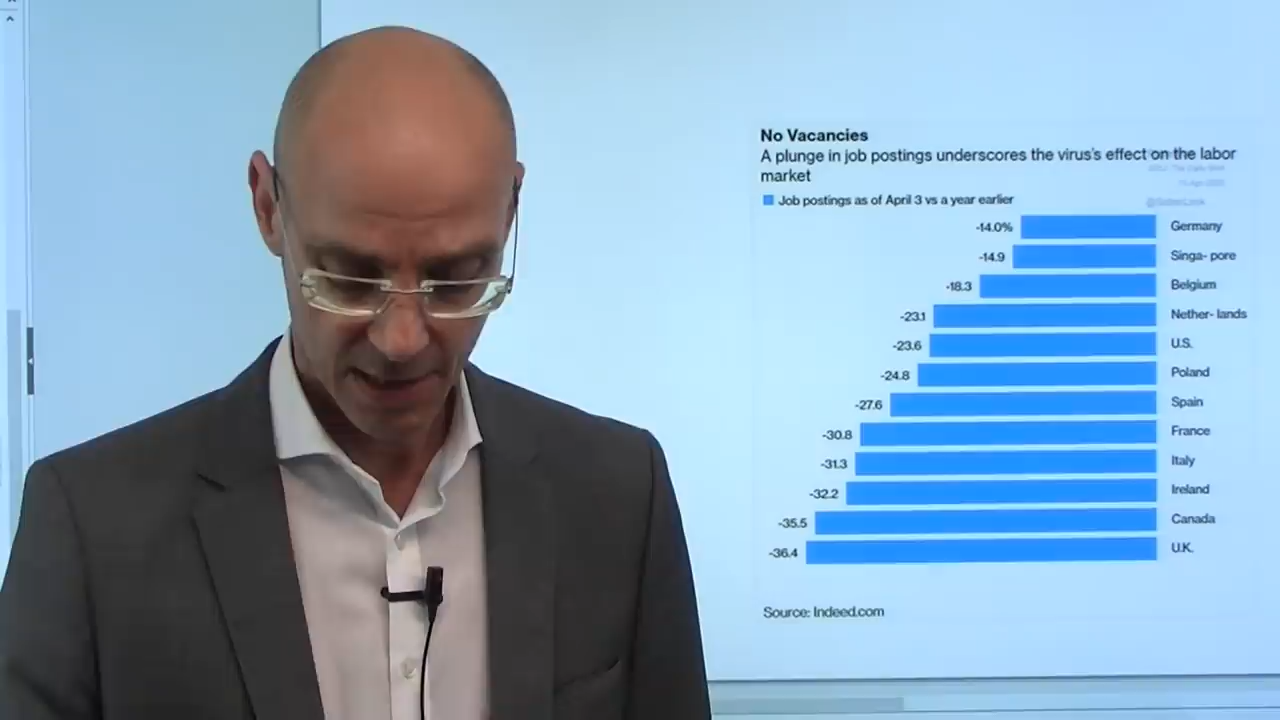 No Vacancies
A plunge in job postings underscores the virus's effect on the labor
market
Job postings as of April 3 vs a year earlier
-14.0% Germany
-14.9 Singa- pore
-18.3 Belgium
-23.1 Nether- lands
-23.6 U.S.
-24.8 Poland
-27.6 Spain
-30.8 France
-31.3 Italy
-32.2 Ireland
-35.5 Canada
-36.4 U.K.
Source: Indeed.com